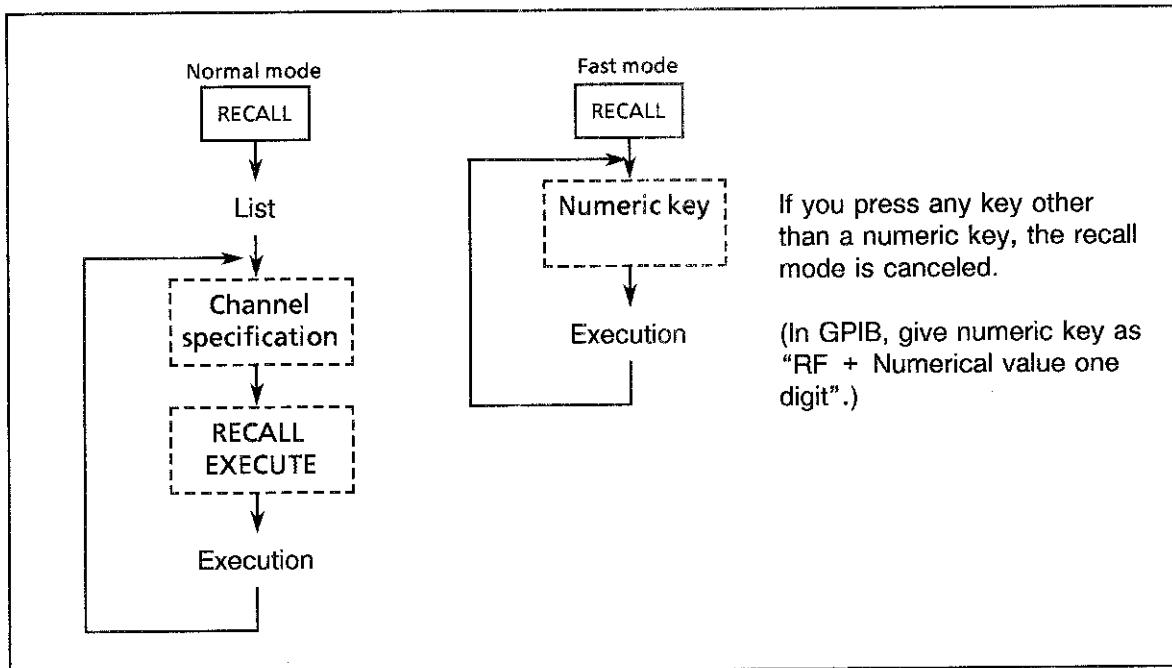 Normal mode
RECALL
List
Channel
specification
RECALL
EXECUTE
Execution
Fast mode
RECALL
Numeric key
Execution
If you press any key other
than a numeric key, the recall
mode is canceled.
(In GPIB, give numeric key as
“RF + Numerical value one
digit”.)